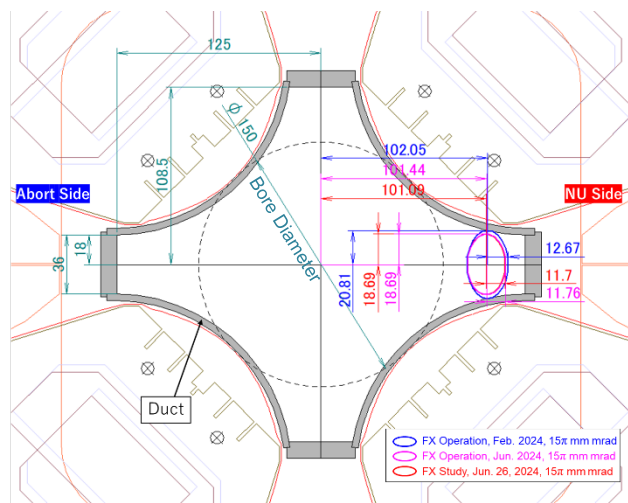 125
ϕ 150
102.05
101.44
101.09
108.5
Abort Side
NU Side
Bore Diameter
18
36
12.67
20.81
18.69
18.69
11.7
11.76
Duct
FX Operation, Feb. 2024, 15π mm mrad
FX Operation, Jun. 2024, 15π mm mrad
FX Study, Jun. 26, 2024, 15π mm mrad